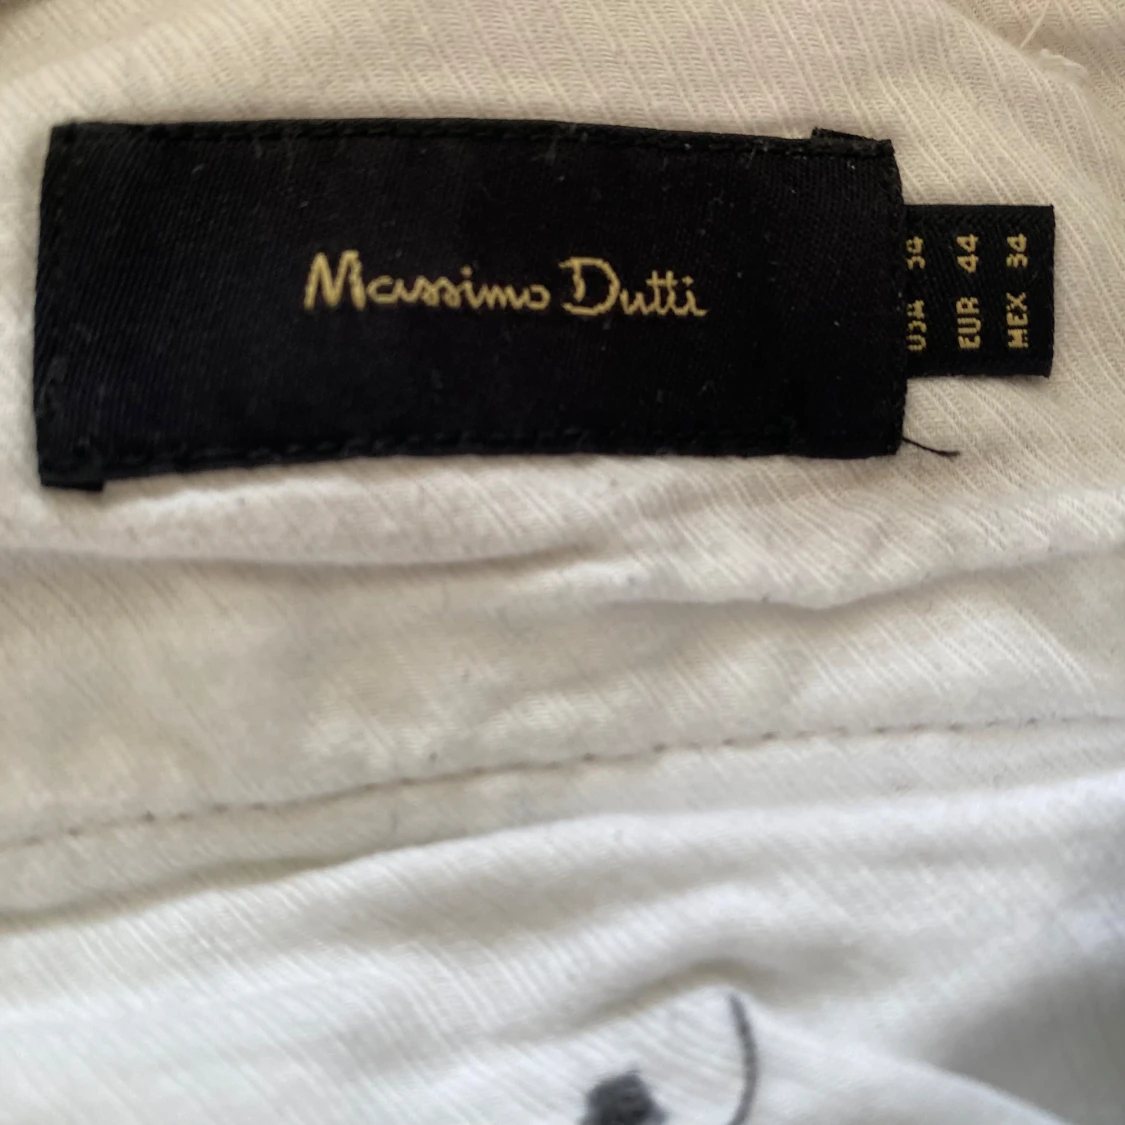 Massimo Dutti
USA 34
EUR 44
MEX 34